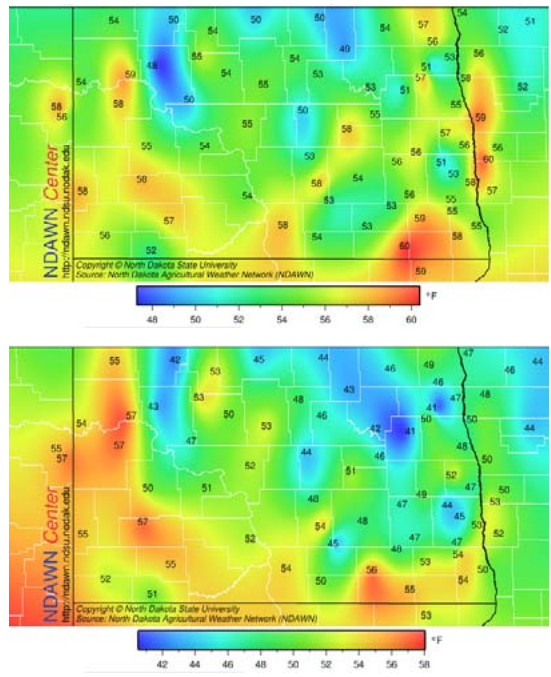 54 50 50 50 57 54 52 51
55 49 56 56
48 59 54 54 53 51 53 57 58
54 50 53 51 52
58 58 50 50 55
56 55 58 59
55 54 54 57 56 56
53 56 51 60
58 58 58 53 58 57
54 53 53 56 55
57 58 53 59 55 55
56 54 58
52 60
59
NDAWN Center
http://ndawn.ndsu.nodak.edu
Copyright © North Dakota State University
Source: North Dakota Agricultural Weather Network (NDAWN)
°F
48 50 52 54 56 58 60
55 42 45 44 49 47 46
53 43 46 48 44
43 53 48 46 46 41 47
54 57 50 53 42 41 50 50 44
55 57 47 48
57 52 44 46 50
50 51 51 52 47 50
48 47 49 44 53
57 54 48 45 53 52
55 52 45 48 47 47
55 54 56 53 54 50
52 50 55 54
51
53
NDAWN Center
http://ndawn.ndsu.nodak.edu
Copyright © North Dakota State University
Source: North Dakota Agricultural Weather Network (NDAWN)
°F
42 44 46 48 50 52 54 56 58